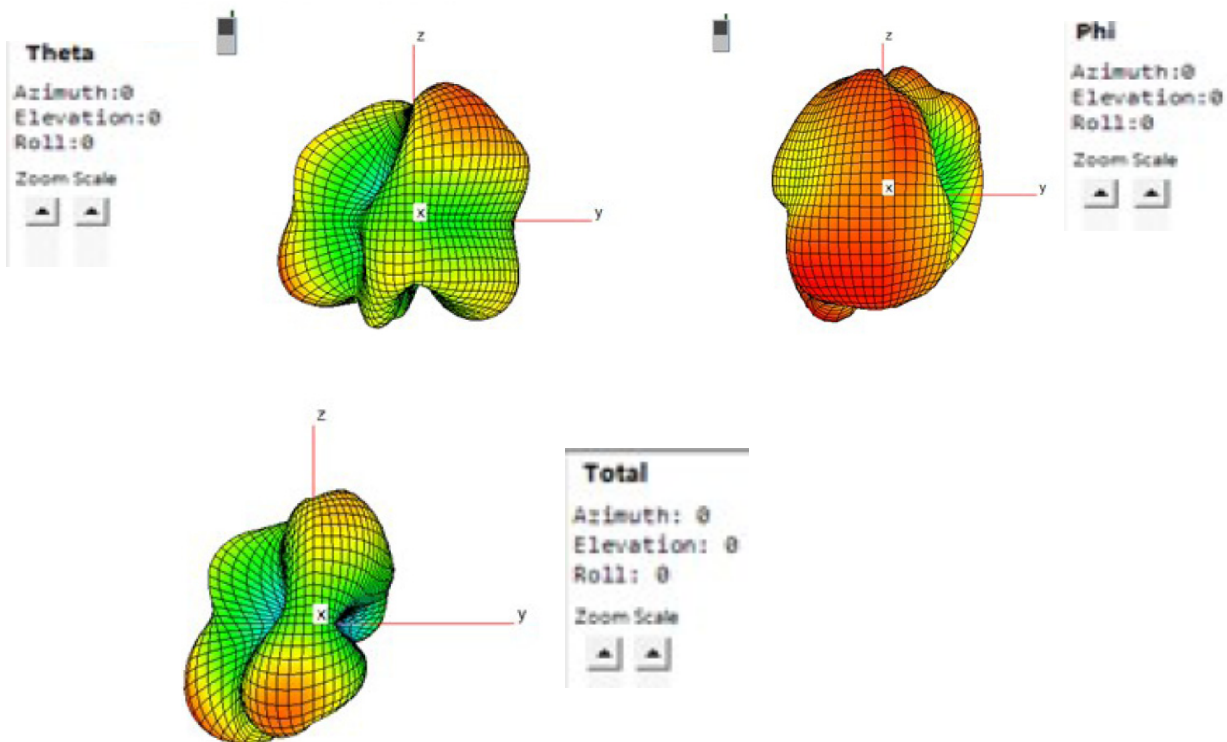 Theta
Azimuth:0
Elevation:0
Roll:0
Zoom Scale
z
x
y
z
x
y
Phi
Azimuth:0
Elevation:0
Roll:0
Zoom Scale
z
x
y
Total
Azimuth: 0
Elevation: 0
Roll: 0
Zoom Scale